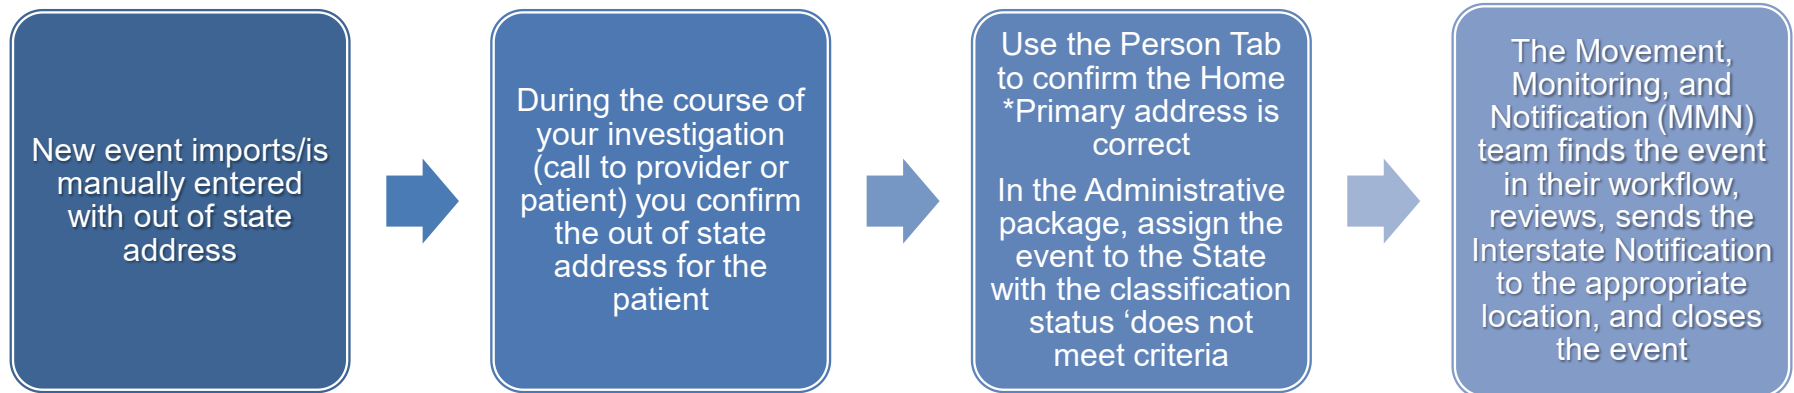 New event imports/is
manually entered
with out of state
address
During the course of
your investigation
(call to provider or
patient) you confirm
the out of state
address for the
patient
Use the Person Tab
to confirm the Home
*Primary address is
correct
In the Administrative
package, assign the
event to the State
with the classification
status ‘does not
meet criteria
The Movement,
Monitoring, and
Notification (MMN)
team finds the event
in their workflow,
reviews, sends the
Interstate Notification
to the appropriate
location, and closes
the event